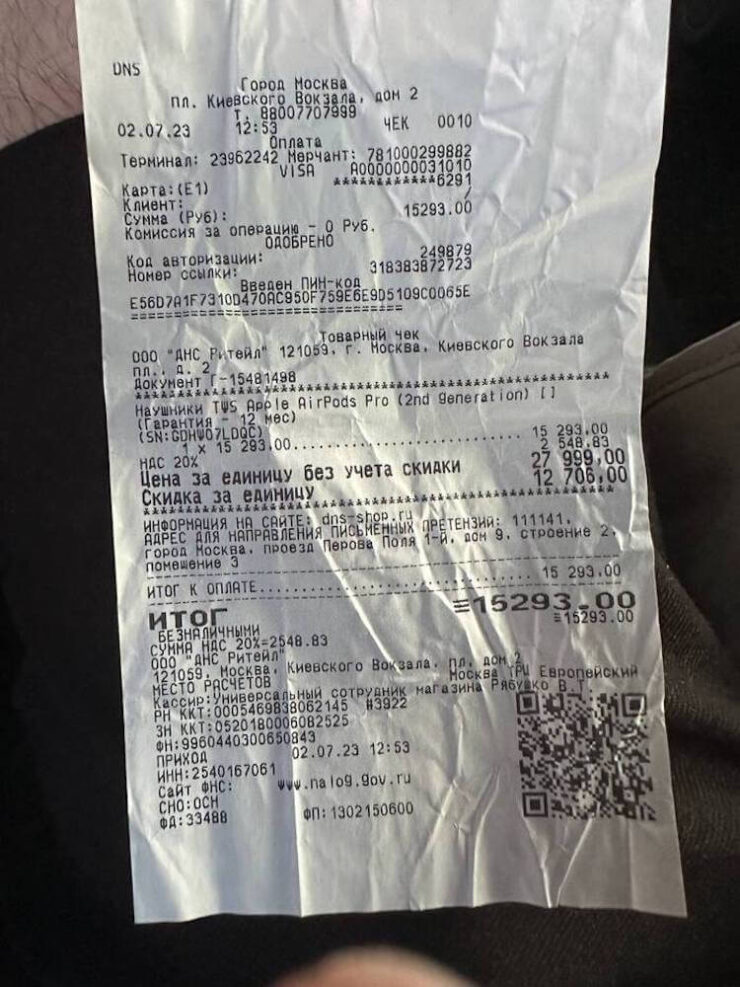 DNS
Город Москва
пл. Киевского Вокзала, дом 2
т. 88007707999
02.07.23 12:53 ЧЕК 0010
Оплата
Терминал: 23962242 Мерчант: 781000299882
VISA A0000000031010
Карта:(E1) ************6291
Клиент: /
Сумма (Руб): 15293.00
Комиссия за операцию - 0 Руб.
ОДОБРЕНО
Код авторизации: 249879
Номер ссылки: 318383872723
Введен ПИН-код
E56D7A1F7310D470AC950F759E6E9D5109C0065E
================================
Товарный чек
ООО "ДНС Ритейл" 121059, г. Москва, Киевского Вокзала
пл., д. 2
Документ Г-15481498
Наушники TWS Apple AirPods Pro (2nd generation) []
(Гарантия - 12 мес)
(SN:GDHW07LDQC)
1 x 15 293.00 15 293.00
НДС 20% 2 548.83
Цена за единицу без учета скидки 27 999,00
Скидка за единицу 12 706,00
ИНФОРМАЦИЯ НА САЙТЕ: dns-shop.ru
АДРЕС ДЛЯ НАПРАВЛЕНИЯ ПИСЬМЕННЫХ ПРЕТЕНЗИЙ: 111141,
город Москва, проезд Перова Поля 1-й, дом 9, строение 2,
помещение 3
ИТОГ К ОПЛАТЕ 15 293.00
ИТОГ ≡15293.00
БЕЗНАЛИЧНЫМИ ≡15293.00
СУММА НДС 20%=2548.83
ООО "ДНС Ритейл"
121059, Москва, Киевского Вокзала, пл, дом 2
МЕСТО РАСЧЕТОВ Москва ТРЦ Европейский
Кассир:Универсальный сотрудник магазина Рябушко В.Т.
РН ККТ:0005469838062145 #3922
ЗН ККТ:0520180006082525
ФН:9960440300650843
ПРИХОД 02.07.23 12:53
ИНН:2540167061
Сайт ФНС: www.nalog.gov.ru
СНО:ОСН
ФД:33488 ФП:1302150600